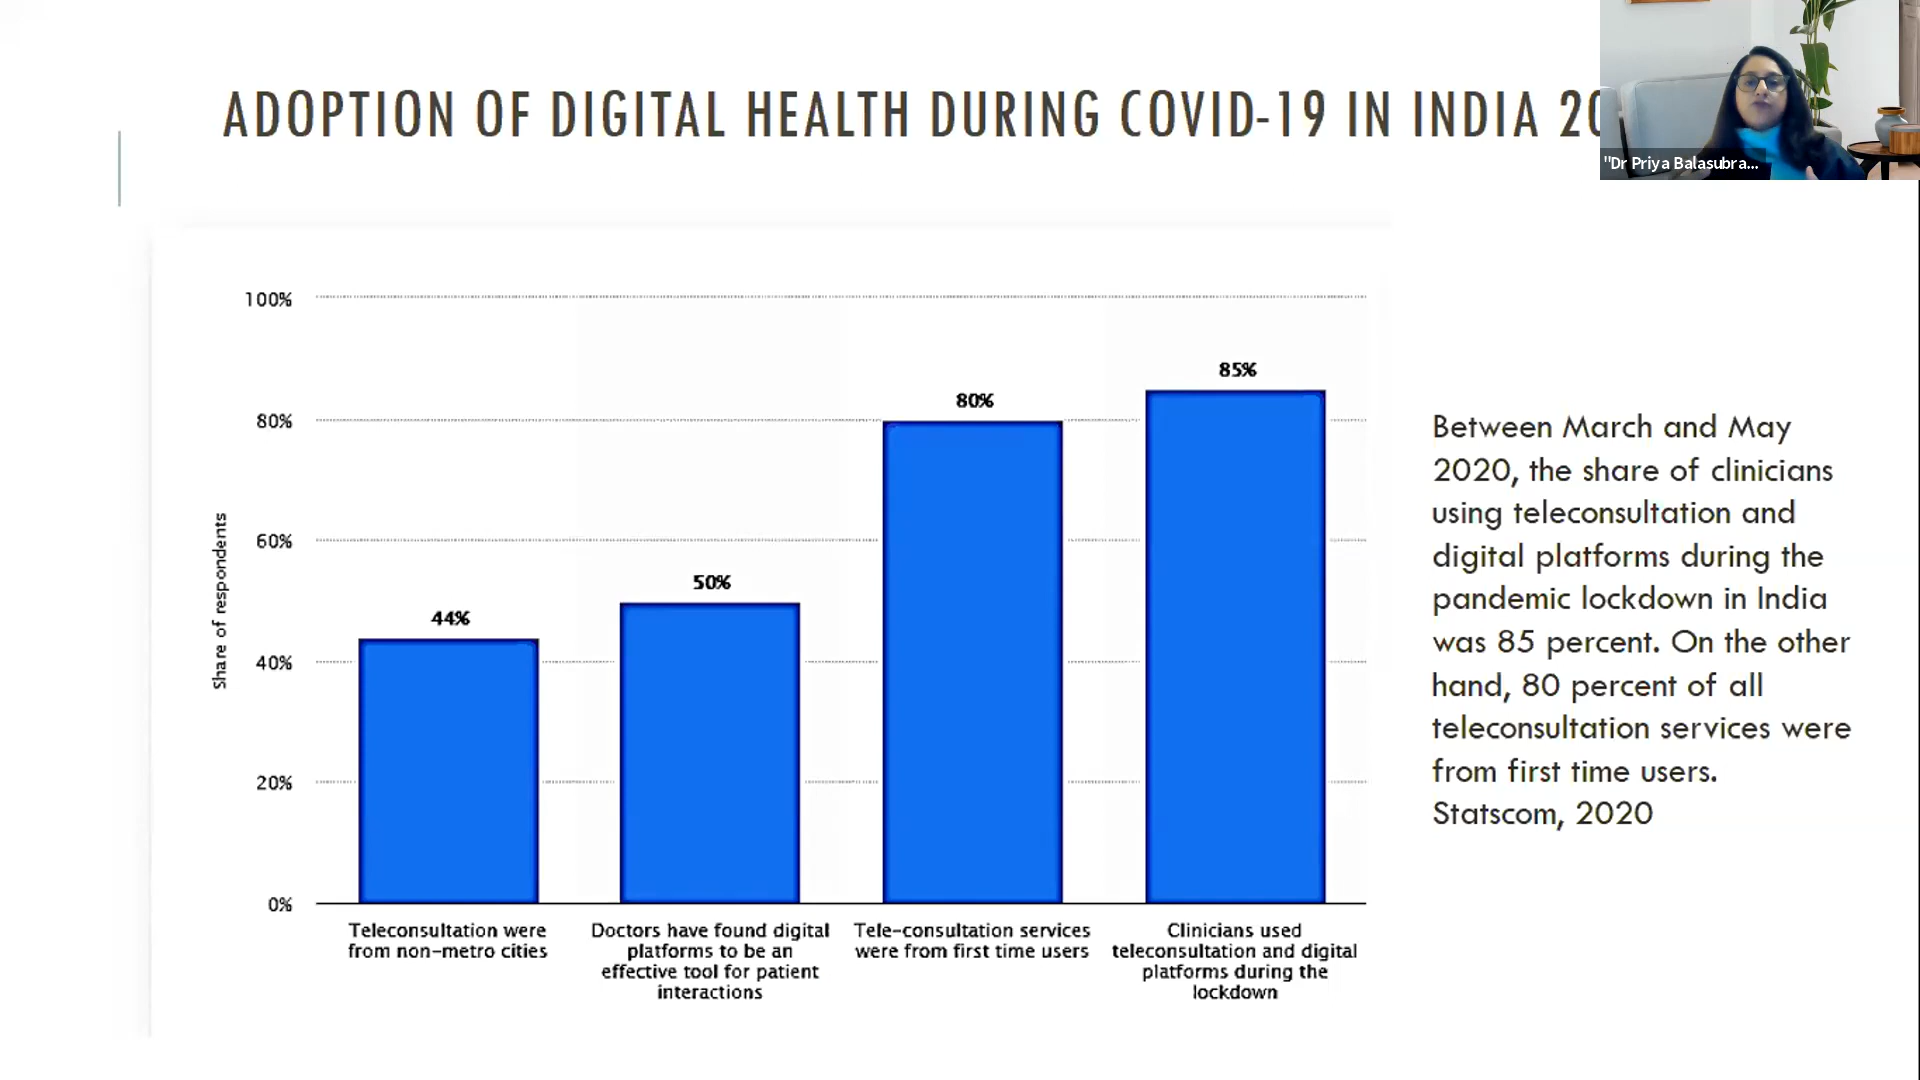 ADOPTION OF DIGITAL HEALTH DURING COVID-19 IN INDIA
"Dr Priya Balasubra...
100%
80%
60%
40%
20%
0%
Share of respondents
44%
50%
80%
85%
Teleconsultation were
from non-metro cities
Doctors have found digital
platforms to be an
effective tool for patient
interactions
Tele-consultation services
were from first time users
Clinicians used
teleconsultation and digital
platforms during the
lockdown
Between March and May
2020, the share of clinicians
using teleconsultation and
digital platforms during the
pandemic lockdown in India
was 85 percent. On the other
hand, 80 percent of all
teleconsultation services were
from first time users.
Statscom, 2020